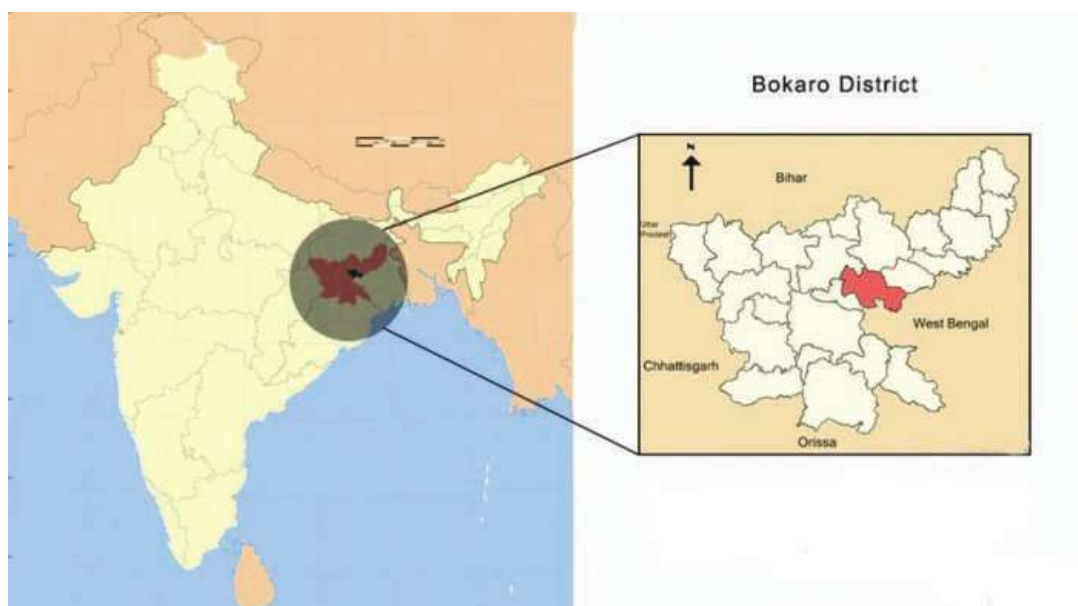 Bokaro District
N
Bihar
Uttar
Pradesh
West Bengal
Chhattisgarh
Orissa